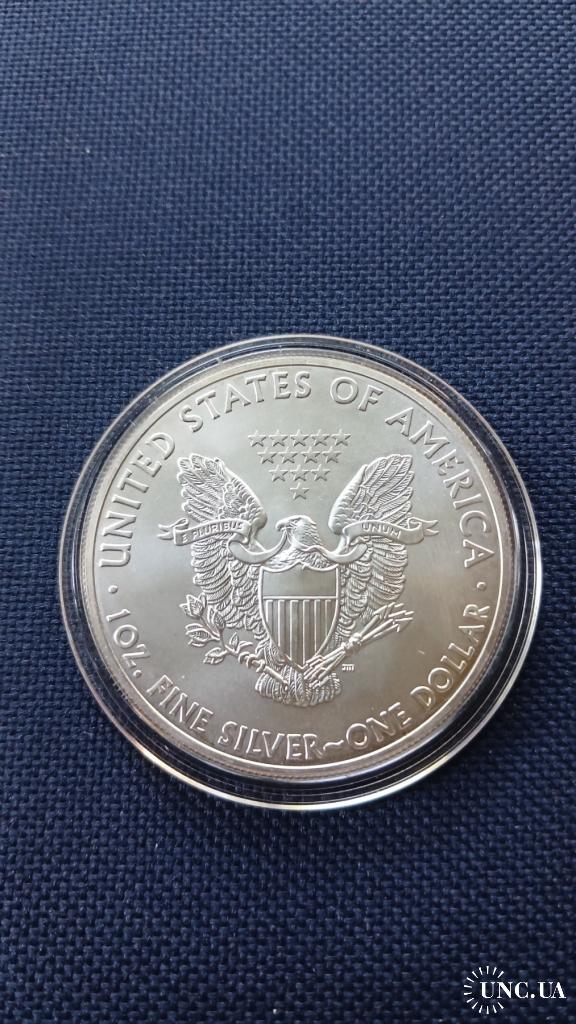 UNITED STATES OF AMERICA
E PLURIBUS UNUM
1 OZ. FINE SILVER~ONE DOLLAR
JM
UNC.UA